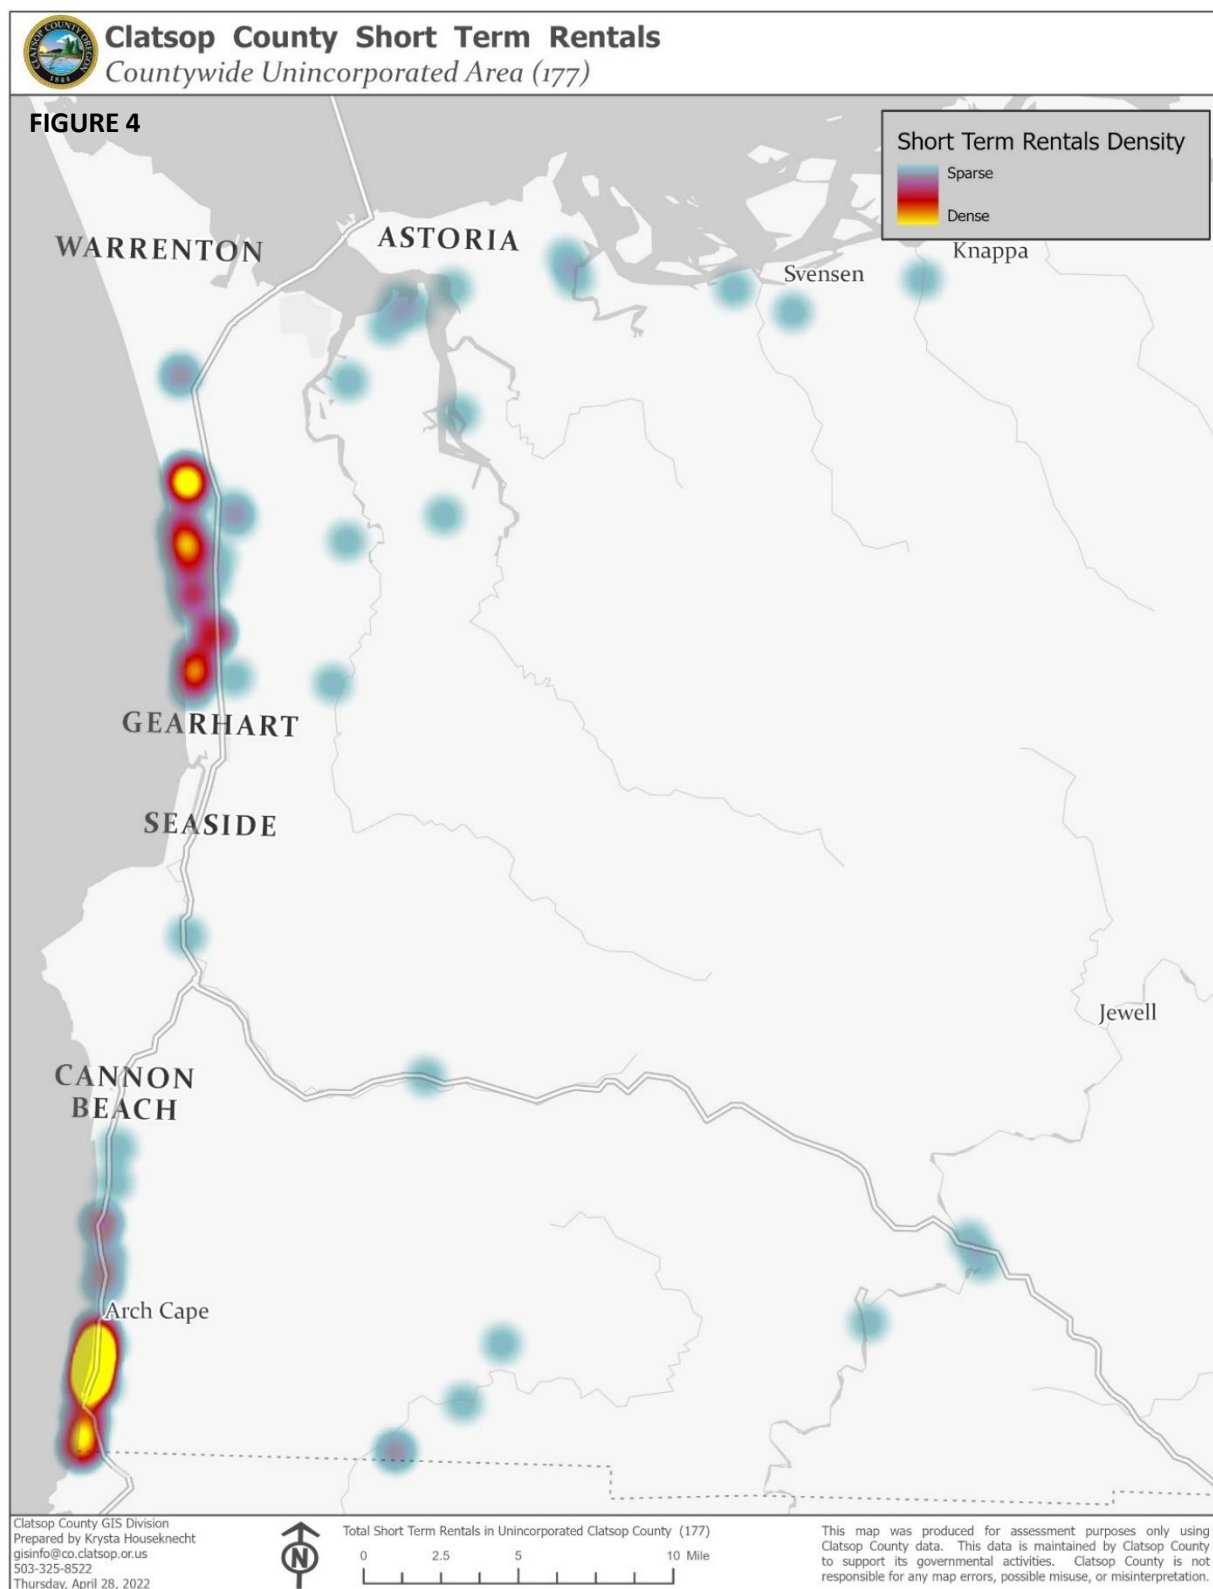 Clatsop County Short Term Rentals
Countywide Unincorporated Area (177)
CLATSOP COUNTY OREGON
1844
FIGURE 4
Short Term Rentals Density
Sparse
Dense
WARRENTON
ASTORIA
Knappa
Svensen
GEARHART
SEASIDE
Jewell
CANNON
BEACH
Arch Cape
Clatsop County GIS Division
Prepared by Krysta Houseknecht
gisinfo@co.clatsop.or.us
503-325-8522
Thursday, April 28, 2022
N
Total Short Term Rentals in Unincorporated Clatsop County (177)
0 2.5 5 10 Mile
This map was produced for assessment purposes only using
Clatsop County data. This data is maintained by Clatsop County
to support its governmental activities. Clatsop County is not
responsible for any map errors, possible misuse, or misinterpretation.